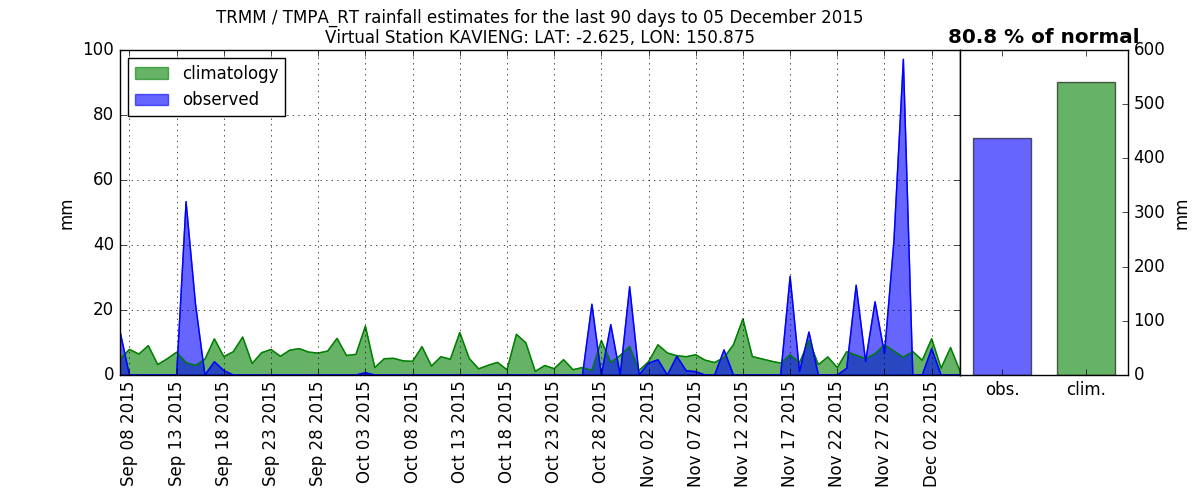 TRMM / TMPA_RT rainfall estimates for the last 90 days to 05 December 2015
Virtual Station KAVIENG: LAT: -2.625, LON: 150.875
80.8 % of normal
climatology
observed
100
80
60
40
20
0
mm
600
500
400
300
200
100
0
mm
Sep 08 2015
Sep 13 2015
Sep 18 2015
Sep 23 2015
Sep 28 2015
Oct 03 2015
Oct 08 2015
Oct 13 2015
Oct 18 2015
Oct 23 2015
Oct 28 2015
Nov 02 2015
Nov 07 2015
Nov 12 2015
Nov 17 2015
Nov 22 2015
Nov 27 2015
Dec 02 2015
obs.
clim.